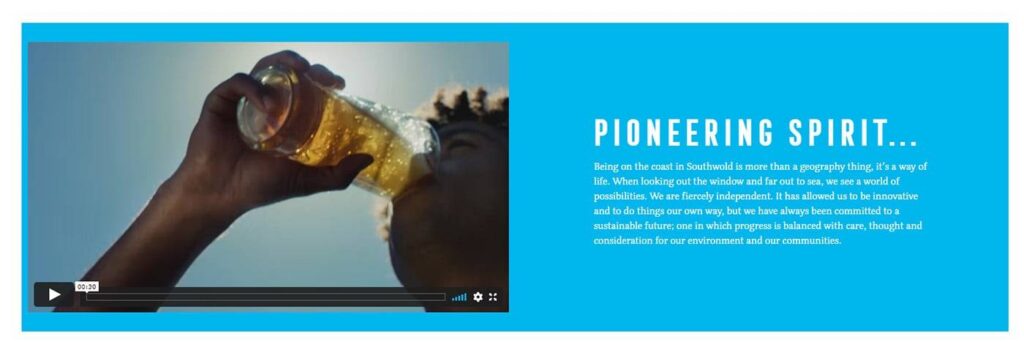 PIONEERING SPIRIT...
Being on the coast in Southwold is more than a geography thing, it's a way of
life. When looking out the window and far out to sea, we see a world of
possibilities. We are fiercely independent. It has allowed us to be innovative
and to do things our own way, but we have always been committed to a
sustainable future; one in which progress is balanced with care, thought and
consideration for our environment and our communities.
00:30